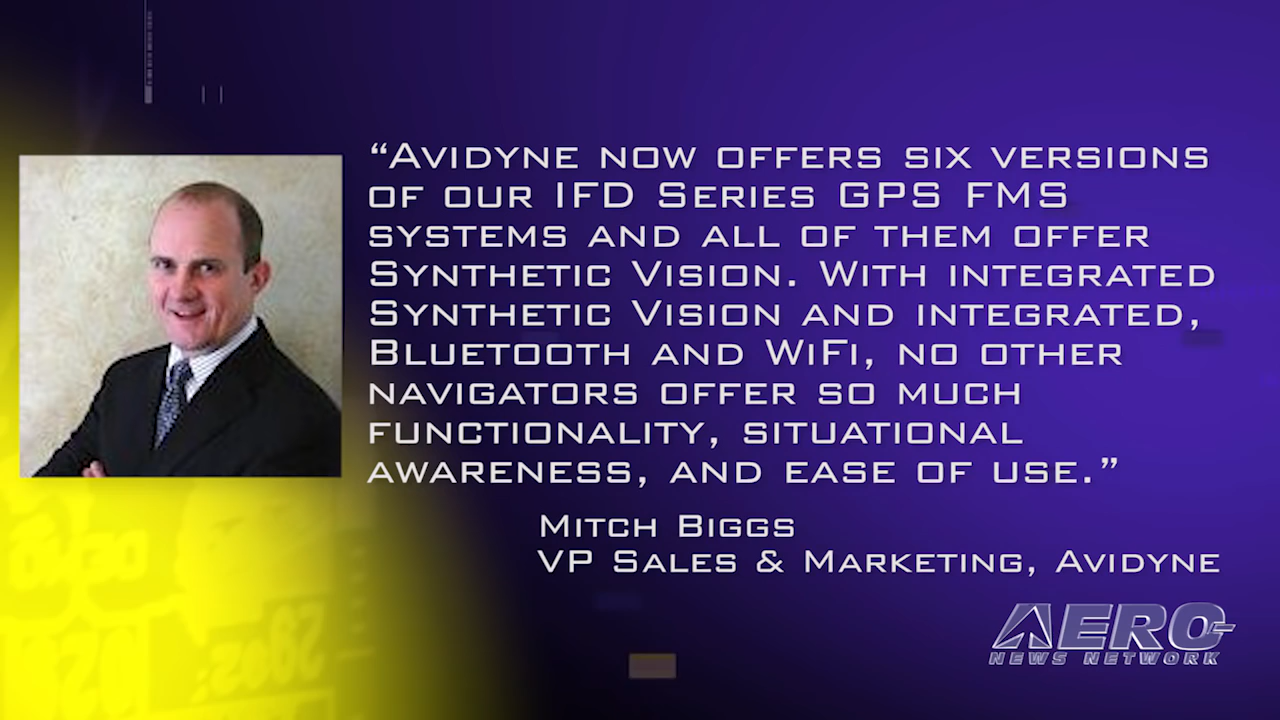 “Avidyne now offers six versions
of our IFD Series GPS FMS
systems and all of them offer
Synthetic Vision. With integrated
Synthetic Vision and integrated,
Bluetooth and WiFi, no other
navigators offer so much
functionality, situational
awareness, and ease of use.”
Mitch Biggs
VP Sales & Marketing, Avidyne
AERO
NEWS NETWORK